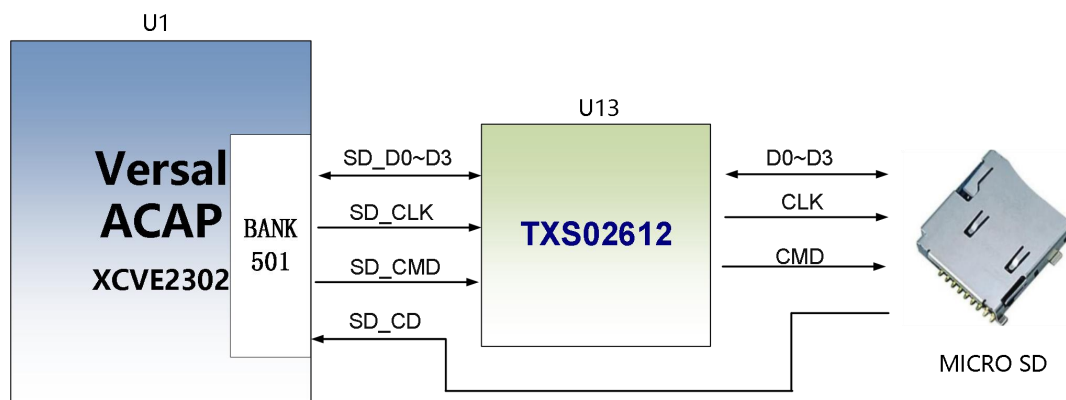 U1
U13
Versal
ACAP
XCVE2302
BANK
501
SD_D0~D3
SD_CLK
SD_CMD
SD_CD
TXS02612
D0~D3
CLK
CMD
MICRO SD